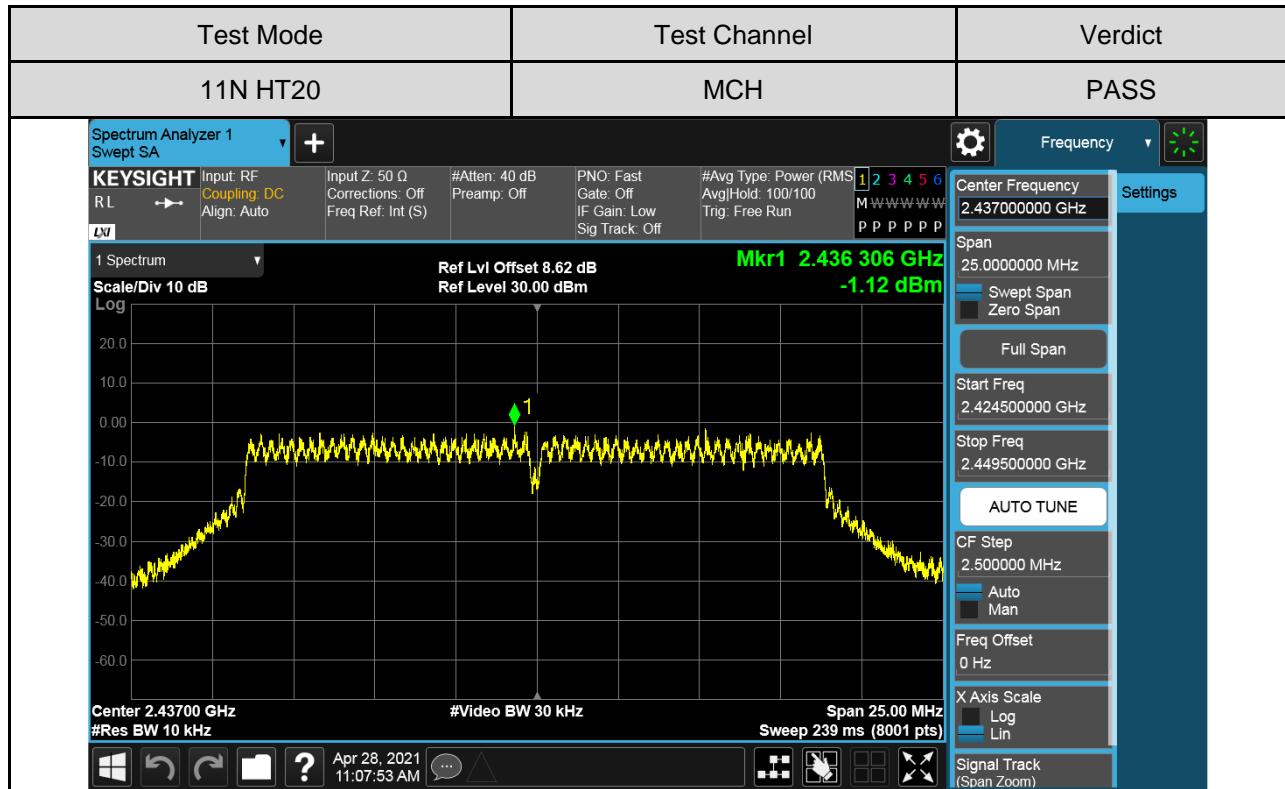 Test Mode Test Channel Verdict
11N HT20 MCH PASS
Spectrum Analyzer 1
Swept SA
Frequency
KEYSIGHT Input: RF Input Z: 50 Ω #Atten: 40 dB PNO: Fast #Avg Type: Power (RMS 1 2 3 4 5 6
R L Coupling: DC Corrections: Off Preamp: Off Gate: Off Avg|Hold: 100/100 M W W W W W
Align: Auto Freq Ref: Int (S) IF Gain: Low Trig: Free Run
LXI Sig Track: Off P P P P P P
1 Spectrum Ref Lvl Offset 8.62 dB Mkr1 2.436 306 GHz
Scale/Div 10 dB Ref Level 30.00 dBm -1.12 dBm
Log
20.0
10.0
0.00
1
-10.0
-20.0
-30.0
-40.0
-50.0
-60.0
Center 2.43700 GHz #Video BW 30 kHz Span 25.00 MHz
#Res BW 10 kHz Sweep 239 ms (8001 pts)
? Apr 28, 2021
11:07:53 AM
Center Frequency
2.437000000 GHz
Settings
Span
25.0000000 MHz
Swept Span
Zero Span
Full Span
Start Freq
2.424500000 GHz
Stop Freq
2.449500000 GHz
AUTO TUNE
CF Step
2.500000 MHz
Auto
Man
Freq Offset
0 Hz
X Axis Scale
Log
Lin
Signal Track
(Span Zoom)